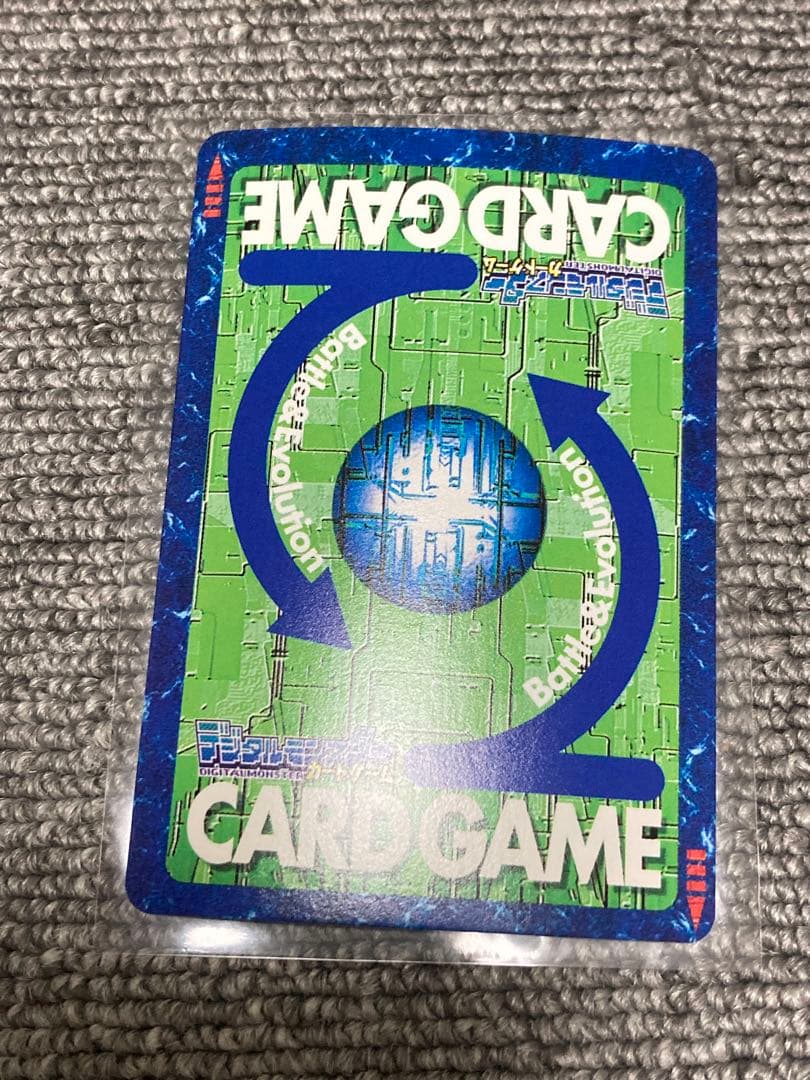 CARD GAME
デジタルモンスター
カードゲーム
DIGITAL MONSTER
Battle & Evolution
Battle & Evolution
デジタルモンスター
DIGITAL MONSTER カードゲーム
CARD GAME